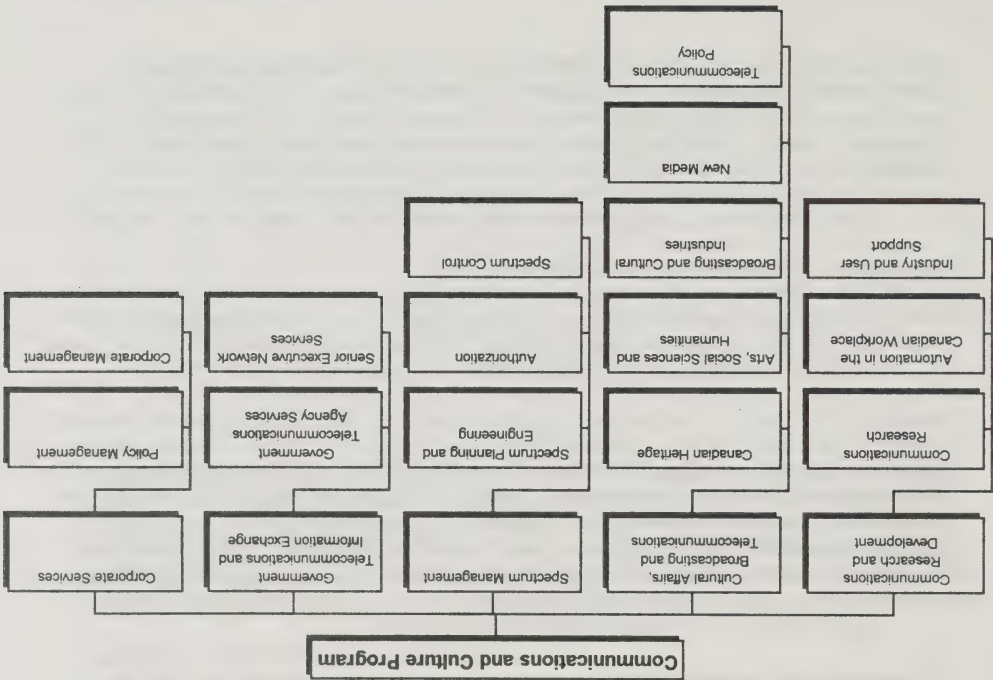 Communications and Culture Program
Communications
Research and
Development
Cultural Affairs,
Broadcasting and
Telecommunications
Spectrum Management
Government
Telecommunications and
Information Exchange
Corporate Services
Communications
Research
Canadian Heritage
Spectrum Planning and
Engineering
Government
Telecommunications
Agency Services
Policy Management
Automation in the
Canadian Workplace
Arts, Social Sciences and
Humanities
Authorization
Senior Executive Network
Services
Corporate Management
Industry and User
Support
Broadcasting and Cultural
Industries
Spectrum Control
New Media
Telecommunications
Policy